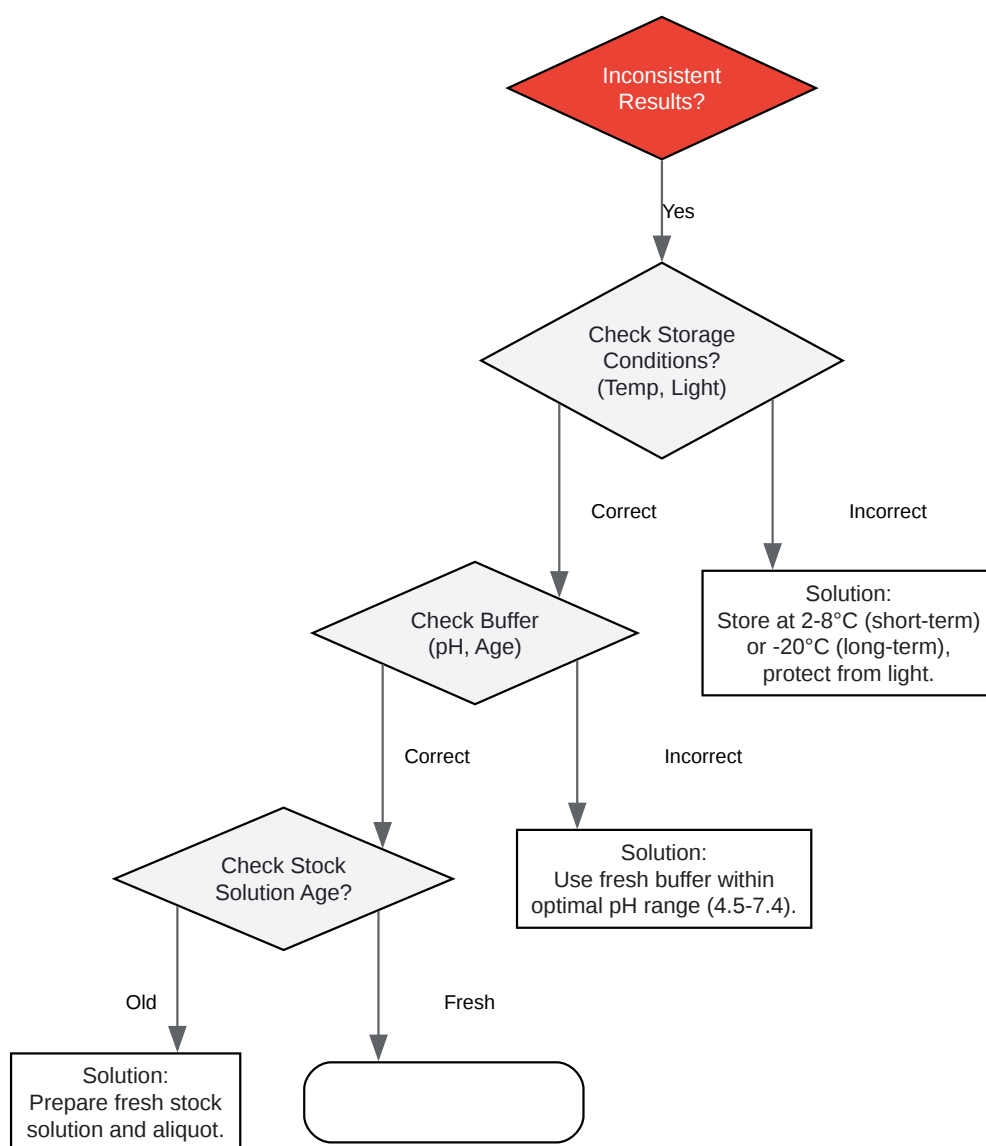 Inconsistent
Results?
Yes
Check Storage
Conditions?
(Temp, Light)
Correct
Incorrect
Solution:
Store at 2-8°C (short-term)
or -20°C (long-term),
protect from light.
Check Buffer
(pH, Age)
Correct
Incorrect
Solution:
Use fresh buffer within
optimal pH range (4.5-7.4).
Check Stock
Solution Age?
Old
Fresh
Solution:
Prepare fresh stock
solution and aliquot.